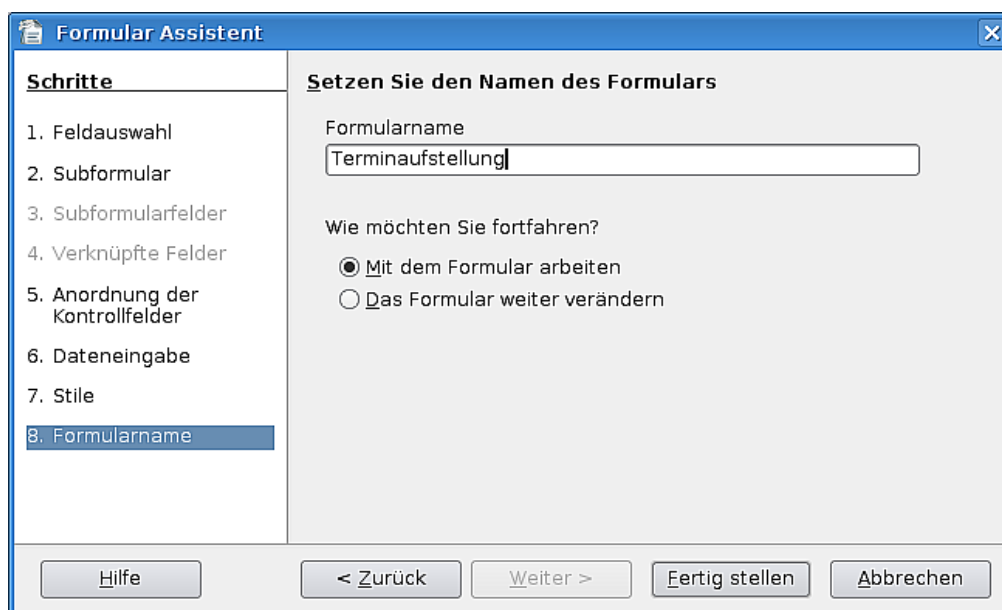 Formular Assistent
Schritte
1. Feldauswahl
2. Subformular
3. Subformularfelder
4. Verknüpfte Felder
5. Anordnung der
Kontrollfelder
6. Dateneingabe
7. Stile
8. Formularname
Setzen Sie den Namen des Formulars
Formularname
Terminaufstellung
Wie möchten Sie fortfahren?
Mit dem Formular arbeiten
Das Formular weiter verändern
Hilfe
< Zurück
Weiter >
Fertig stellen
Abbrechen